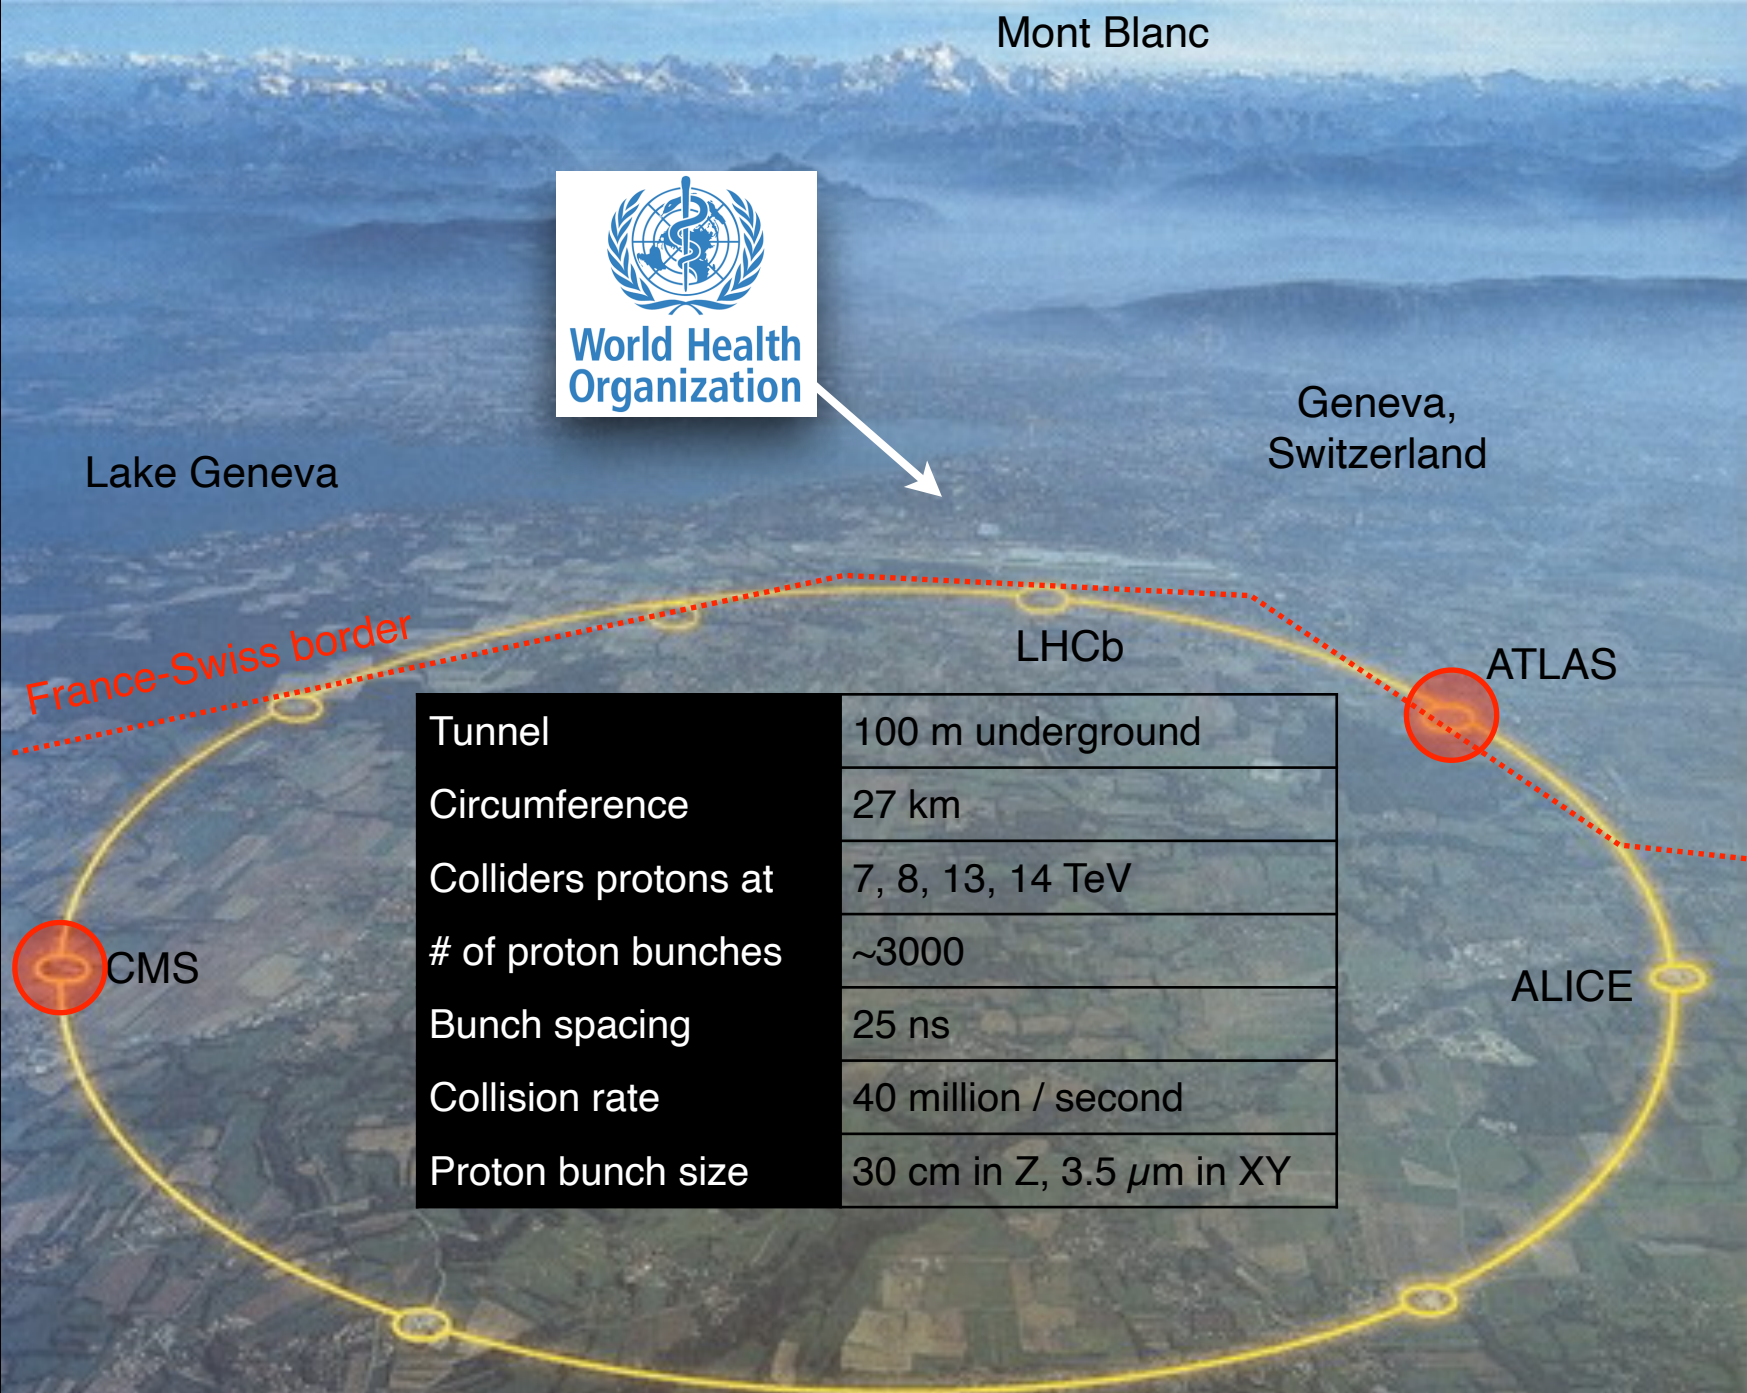 Mont Blanc
World Health
Organization
Geneva,
Switzerland
Lake Geneva
France-Swiss border
LHCb
ATLAS
Tunnel 100 m underground
Circumference 27 km
Colliders protons at 7, 8, 13, 14 TeV
# of proton bunches ~3000
CMS
ALICE
Bunch spacing 25 ns
Collision rate 40 million / second
Proton bunch size 30 cm in Z, 3.5 μm in XY